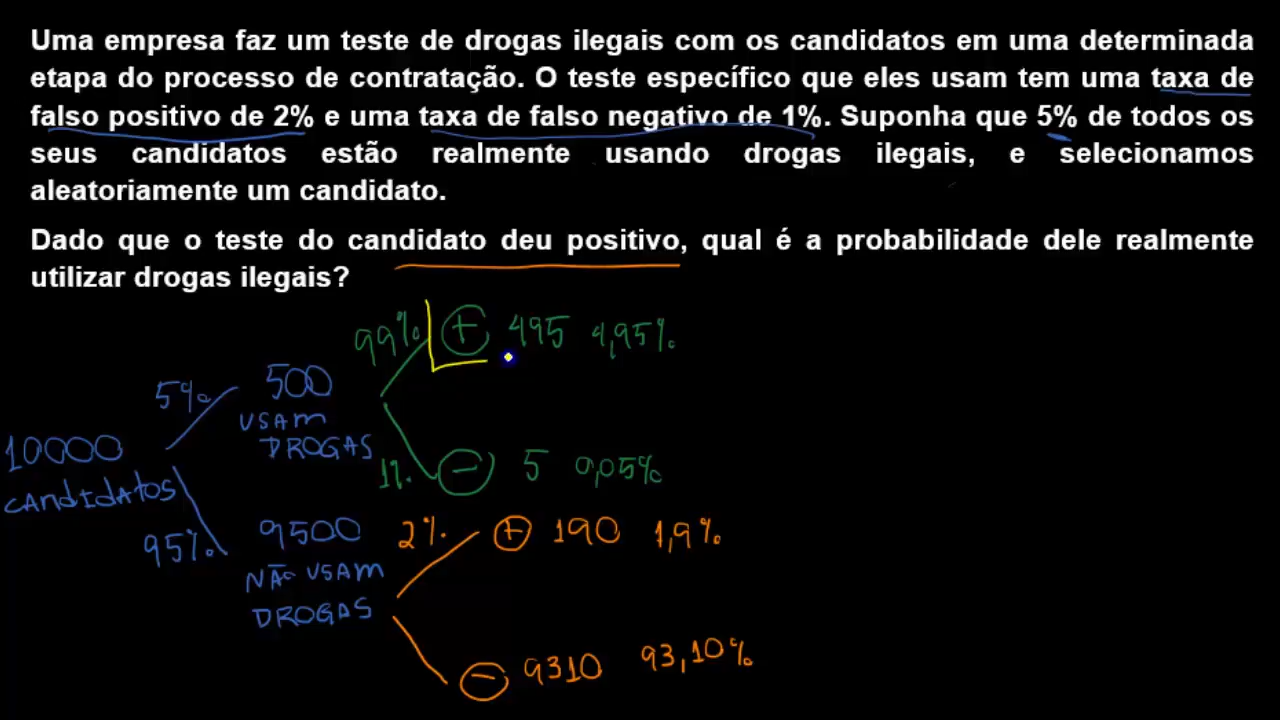 Uma empresa faz um teste de drogas ilegais com os candidatos em uma determinada
etapa do processo de contratação. O teste específico que eles usam tem uma taxa de
falso positivo de 2% e uma taxa de falso negativo de 1%. Suponha que 5% de todos os
seus candidatos estão realmente usando drogas ilegais, e selecionamos
aleatoriamente um candidato.
Dado que o teste do candidato deu positivo, qual é a probabilidade dele realmente
utilizar drogas ilegais?
99% + 495 4,95%
5% 500
USAM
DROGAS
10000
CANDIDATOS
1% - 5 0,05%
95% 9500 2% + 190 1,9%
NÃO USAM
DROGAS
- 9310 93,10%